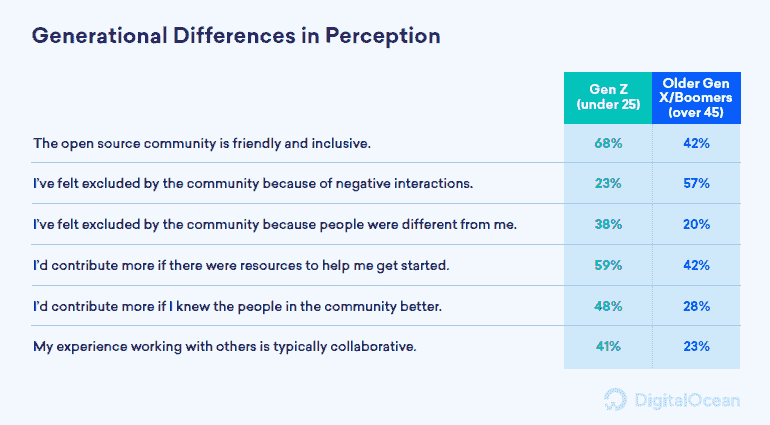 Generational Differences in Perception
Gen Z
(under 25)
Older Gen
X/Boomers
(over 45)
The open source community is friendly and inclusive. 68% 42%
I've felt excluded by the community because of negative interactions. 23% 57%
I've felt excluded by the community because people were different from me. 38% 20%
I'd contribute more if there were resources to help me get started. 59% 42%
I'd contribute more if I knew the people in the community better. 48% 28%
My experience working with others is typically collaborative. 41% 23%
DigitalOcean